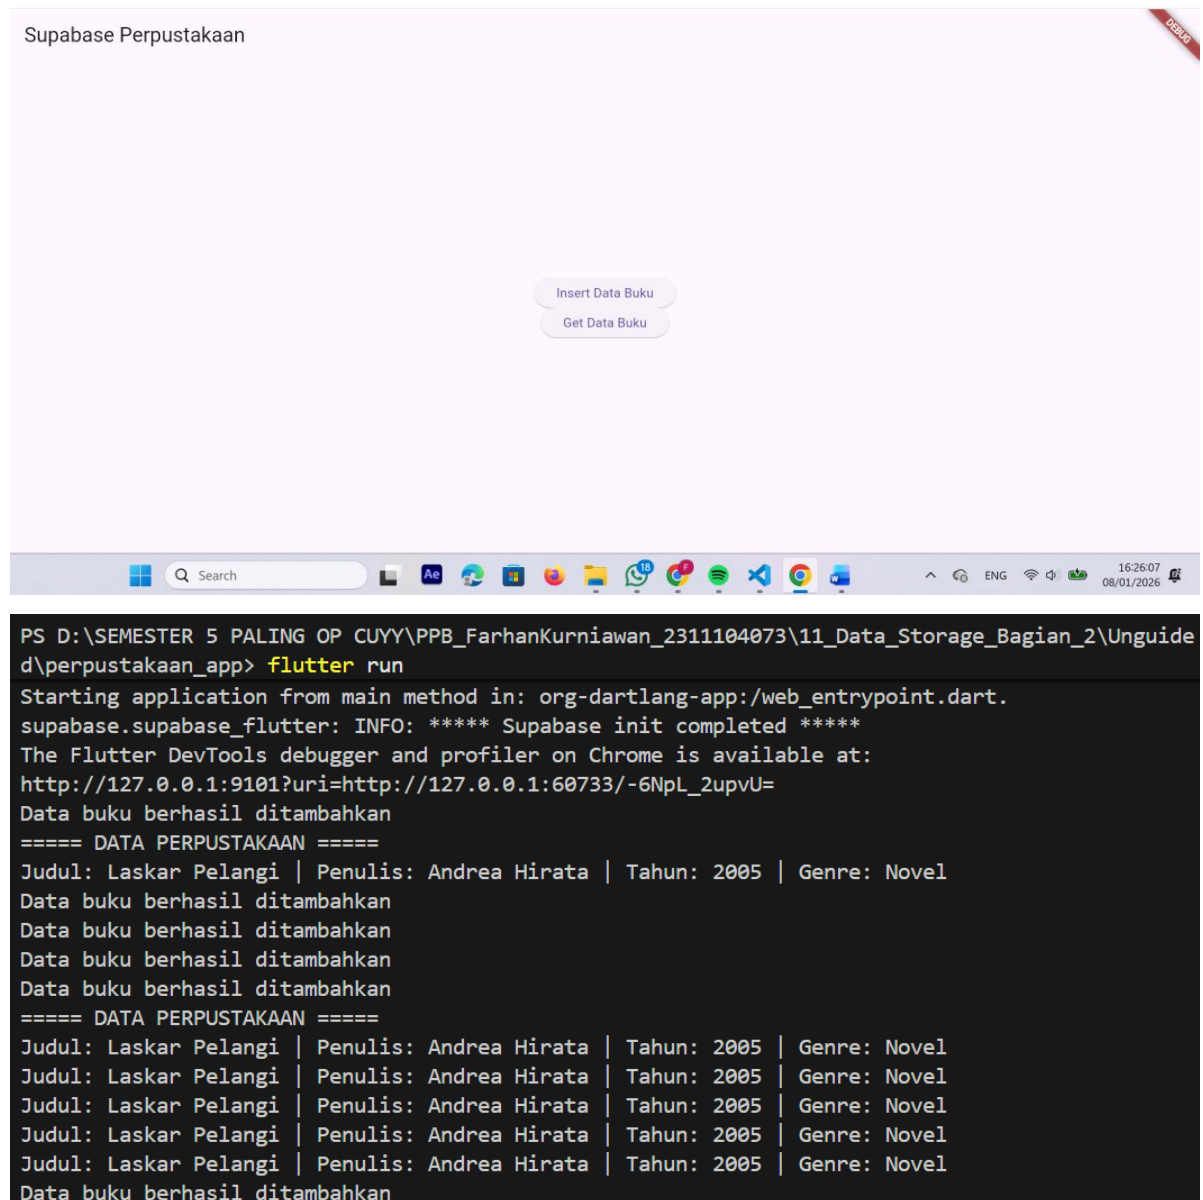 Supabase Perpustakaan
DEBUG
Insert Data Buku
Get Data Buku
Search
Ae
18
F
W
ENG
16:26:07
08/01/2026
PS D:\SEMESTER 5 PALING OP CUYY\PPB_FarhanKurniawan_2311104073\11_Data_Storage_Bagian_2\Unguide
d\perpustakaan_app> flutter run
Starting application from main method in: org-dartlang-app:/web_entrypoint.dart.
supabase.supabase_flutter: INFO: ***** Supabase init completed *****
The Flutter DevTools debugger and profiler on Chrome is available at:
http://127.0.0.1:9101?uri=http://127.0.0.1:60733/-6NpL_2upvU=
Data buku berhasil ditambahkan
===== DATA PERPUSTAKAAN =====
Judul: Laskar Pelangi | Penulis: Andrea Hirata | Tahun: 2005 | Genre: Novel
Data buku berhasil ditambahkan
Data buku berhasil ditambahkan
Data buku berhasil ditambahkan
Data buku berhasil ditambahkan
===== DATA PERPUSTAKAAN =====
Judul: Laskar Pelangi | Penulis: Andrea Hirata | Tahun: 2005 | Genre: Novel
Judul: Laskar Pelangi | Penulis: Andrea Hirata | Tahun: 2005 | Genre: Novel
Judul: Laskar Pelangi | Penulis: Andrea Hirata | Tahun: 2005 | Genre: Novel
Judul: Laskar Pelangi | Penulis: Andrea Hirata | Tahun: 2005 | Genre: Novel
Judul: Laskar Pelangi | Penulis: Andrea Hirata | Tahun: 2005 | Genre: Novel
Data buku berhasil ditambahkan